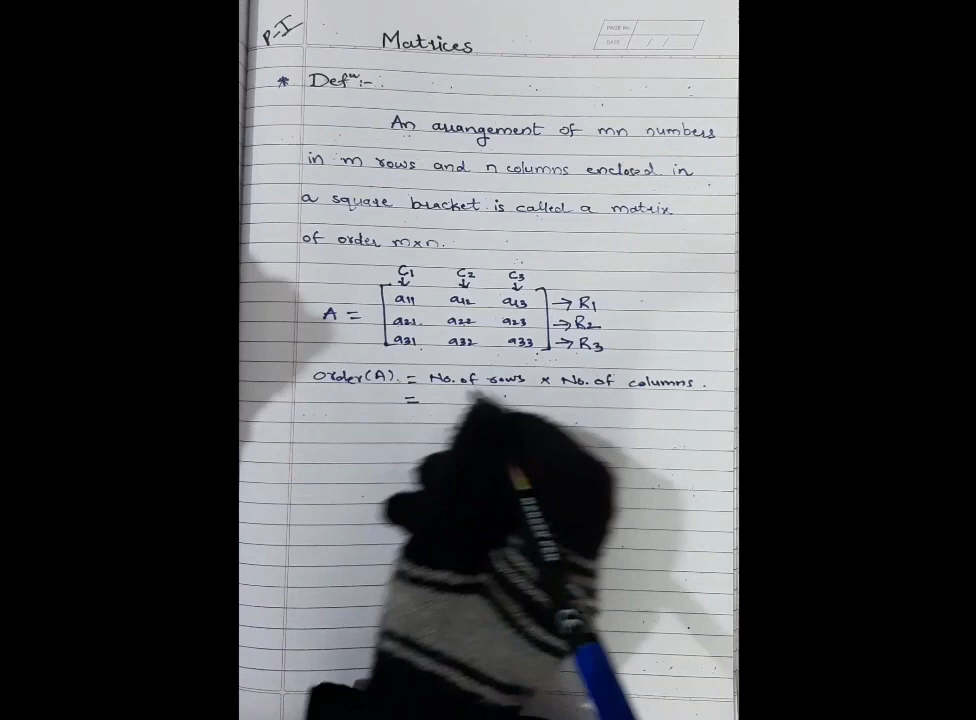 P-I
Matrices
PAGE No.
DATE / /
* Defⁿ:-
An arrangement of mn numbers
in m rows and n columns enclosed in
a square bracket is called a matrix
of order m×n.
C1 C2 C3
↓ ↓ ↓
A = [ a11 a12 a13 → R1
a21 a22 a23 → R2
a31 a32 a33 ] → R3
Order(A) = No. of rows × No. of columns.
=